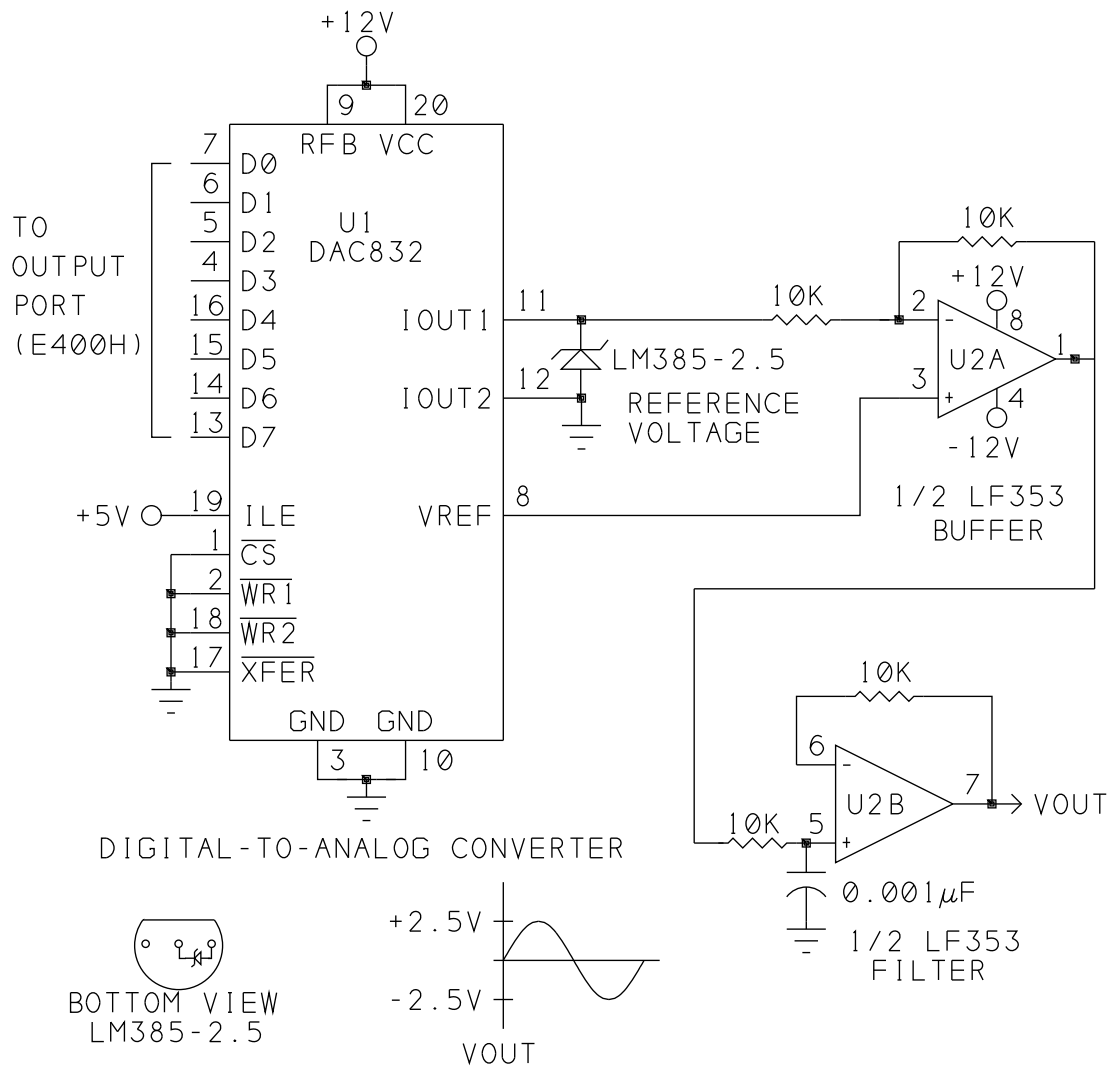 +12V
9
20
RFB VCC
7
D0
6
D1
5
D2
4
D3
16
D4
15
D5
14
D6
13
D7
TO
OUTPUT
PORT
(E400H)
U1
DAC832
IOUT1
11
IOUT2
12
10K
LM385-2.5
REFERENCE
VOLTAGE
10K
+12V
8
2
-
U2A
1
3
+
4
-12V
1/2 LF353
BUFFER
+5V
19
ILE
VREF
8
1
CS
2
WR1
18
WR2
17
XFER
GND GND
3
10
10K
6
-
U2B
7
VOUT
10K
5
+
0.001µF
1/2 LF353
FILTER
DIGITAL-TO-ANALOG CONVERTER
BOTTOM VIEW
LM385-2.5
+2.5V
-2.5V
VOUT